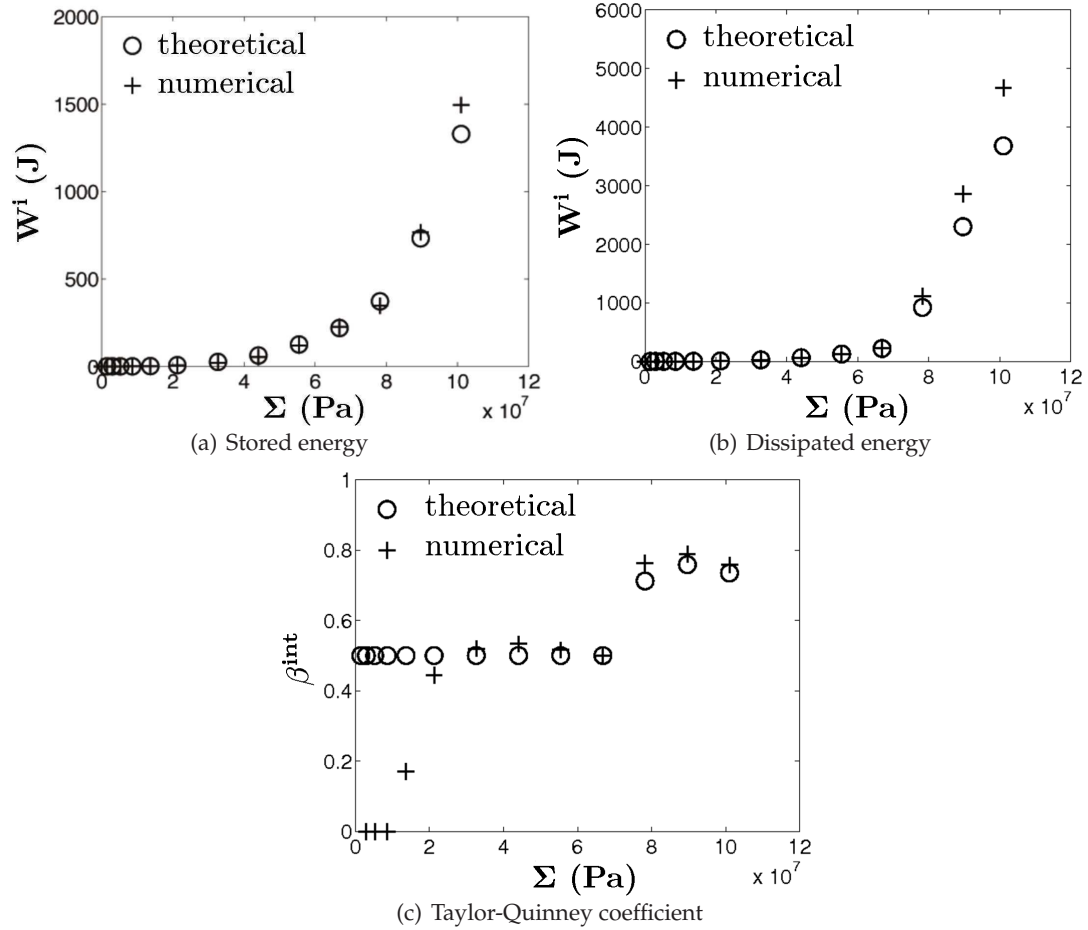 2000
1500
1000
500
0
theoretical
numerical
W^i (J)
0 2 4 6 8 10 12
x 10^7
Σ (Pa)
(a) Stored energy
6000
5000
4000
3000
2000
1000
0
theoretical
numerical
W^i (J)
0 2 4 6 8 10 12
x 10^7
Σ (Pa)
(b) Dissipated energy
1
0.8
0.6
0.4
0.2
0
theoretical
numerical
β^int
0 2 4 6 8 10 12
x 10^7
Σ (Pa)
(c) Taylor-Quinney coefficient